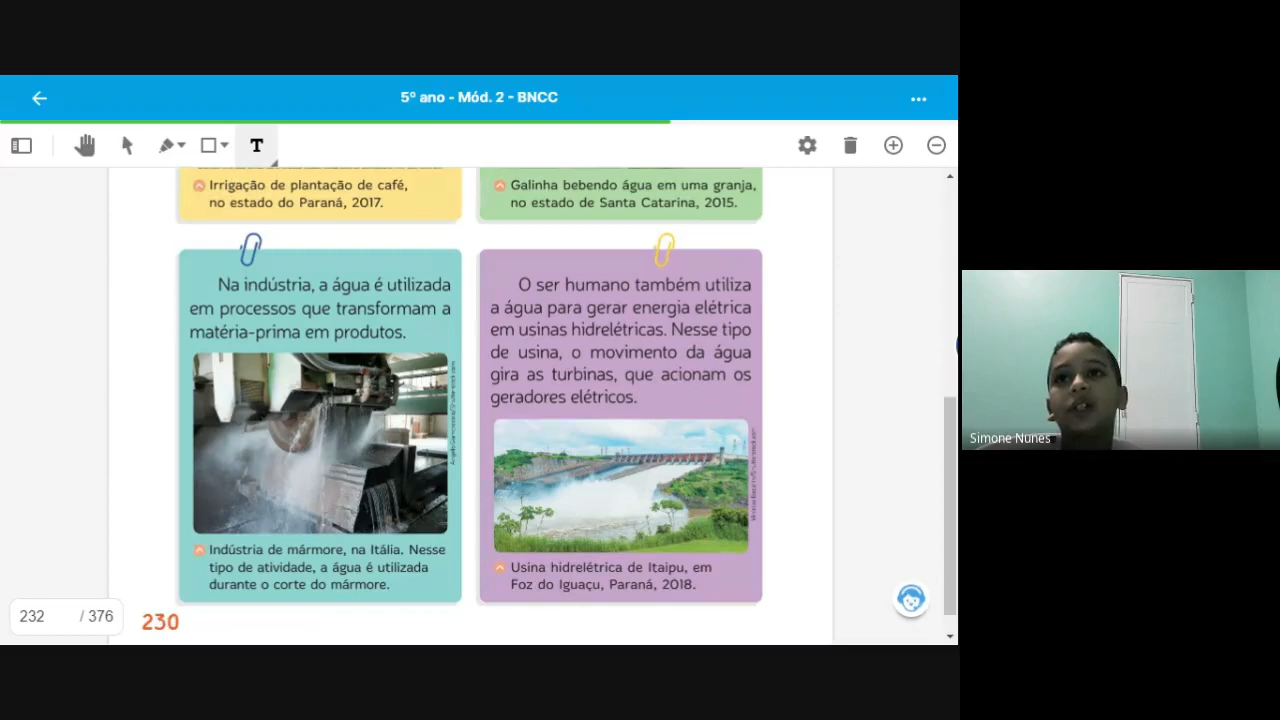 5º ano - Mód. 2 - BNCC
T
Irrigação de plantação de café,
no estado do Paraná, 2017.
Galinha bebendo água em uma granja,
no estado de Santa Catarina, 2015.
Na indústria, a água é utilizada
em processos que transformam a
matéria-prima em produtos.
Indústria de mármore, na Itália. Nesse
tipo de atividade, a água é utilizada
durante o corte do mármore.
O ser humano também utiliza
a água para gerar energia elétrica
em usinas hidrelétricas. Nesse tipo
de usina, o movimento da água
gira as turbinas, que acionam os
geradores elétricos.
Usina hidrelétrica de Itaipu, em
Foz do Iguaçu, Paraná, 2018.
232 / 376
230
Simone Nunes